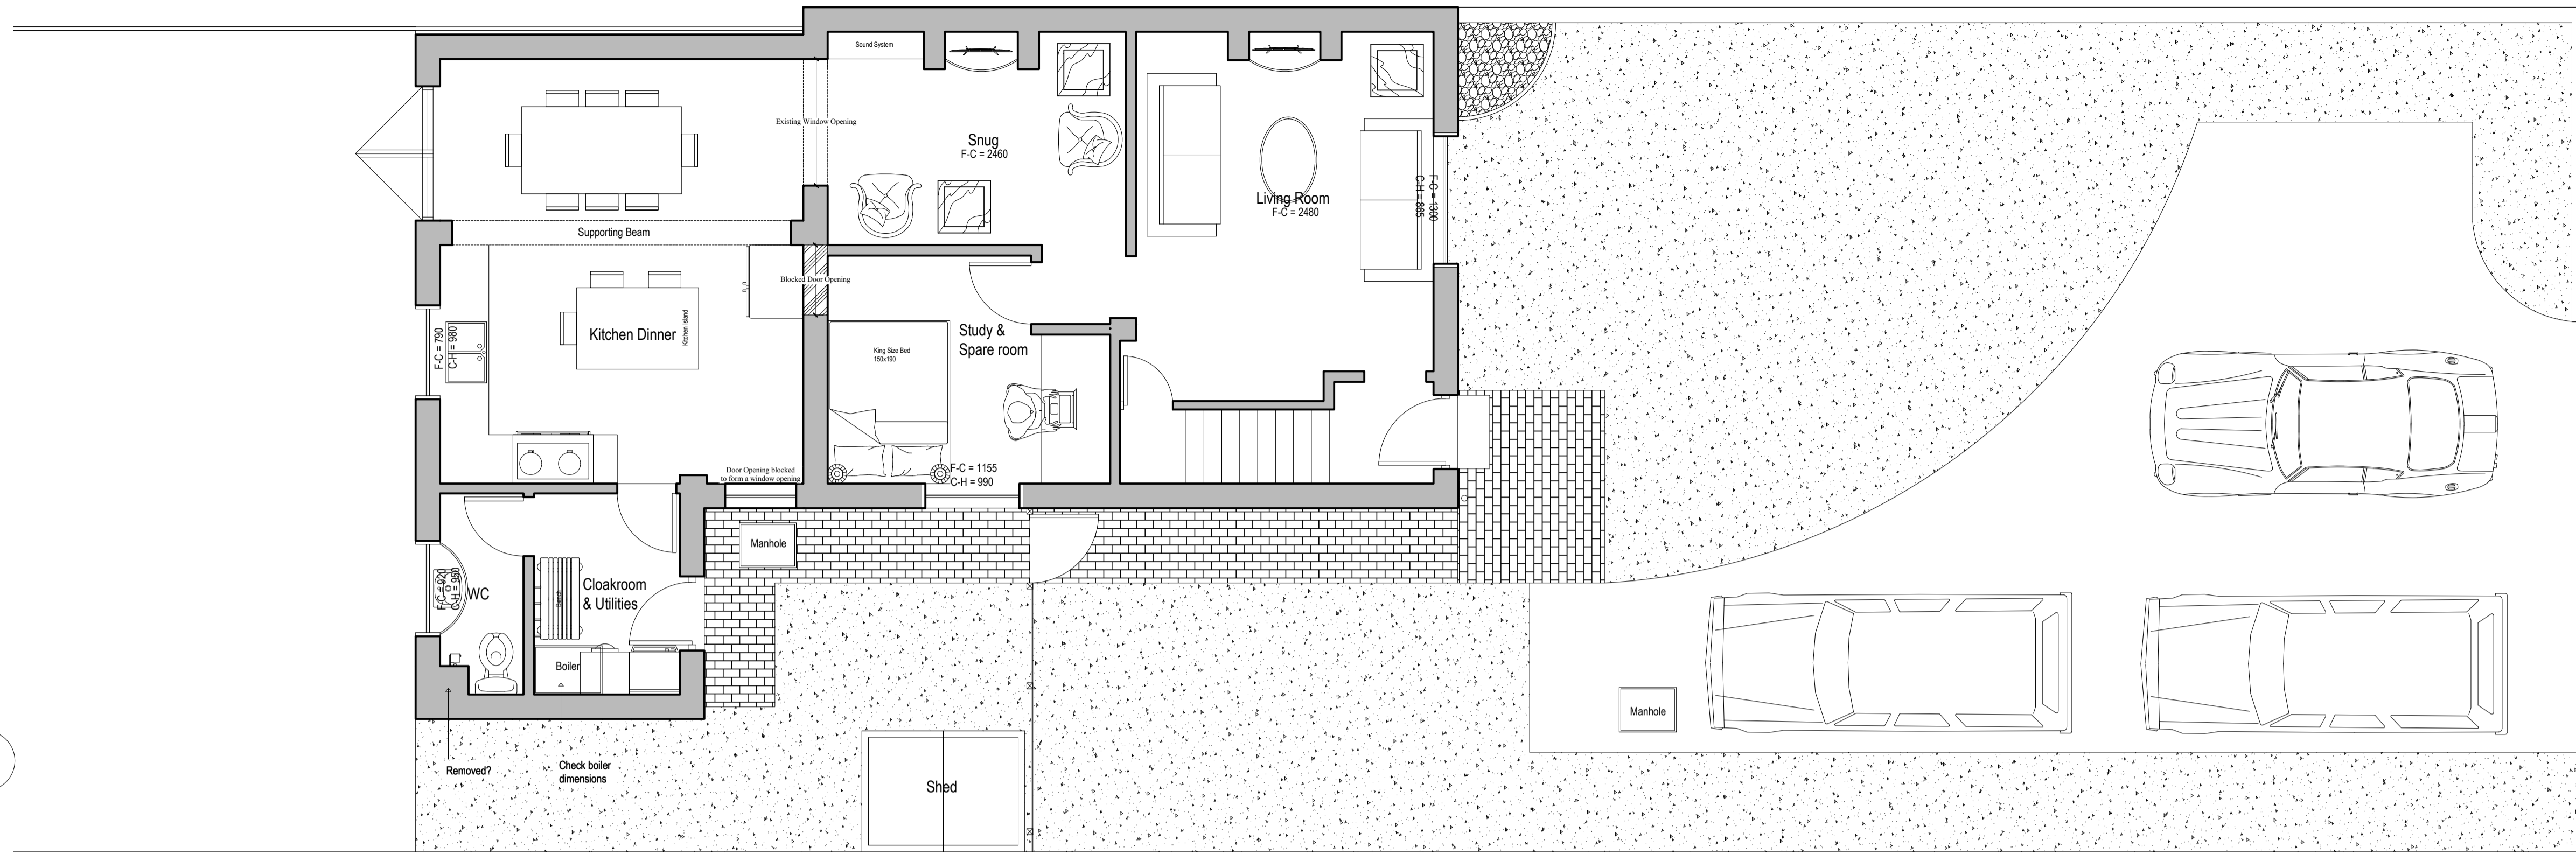 Sound System
Existing Window Opening
Snug
F-C = 2460
Living Room
F-C = 2480
F-C = 1300
C-H = 865
Supporting Beam
Blocked Door Opening
Kitchen Dinner
Kitchen Island
F-C = 790
C-H = 980
King Size Bed
150x190
Study &
Spare room
F-C = 1155
C-H = 990
Door Opening blocked
to form a window opening
Manhole
F-C = 920
C-H = 950
WC
Bench
Cloakroom
& Utilities
Boiler
Removed?
Check boiler
dimensions
Shed
Manhole